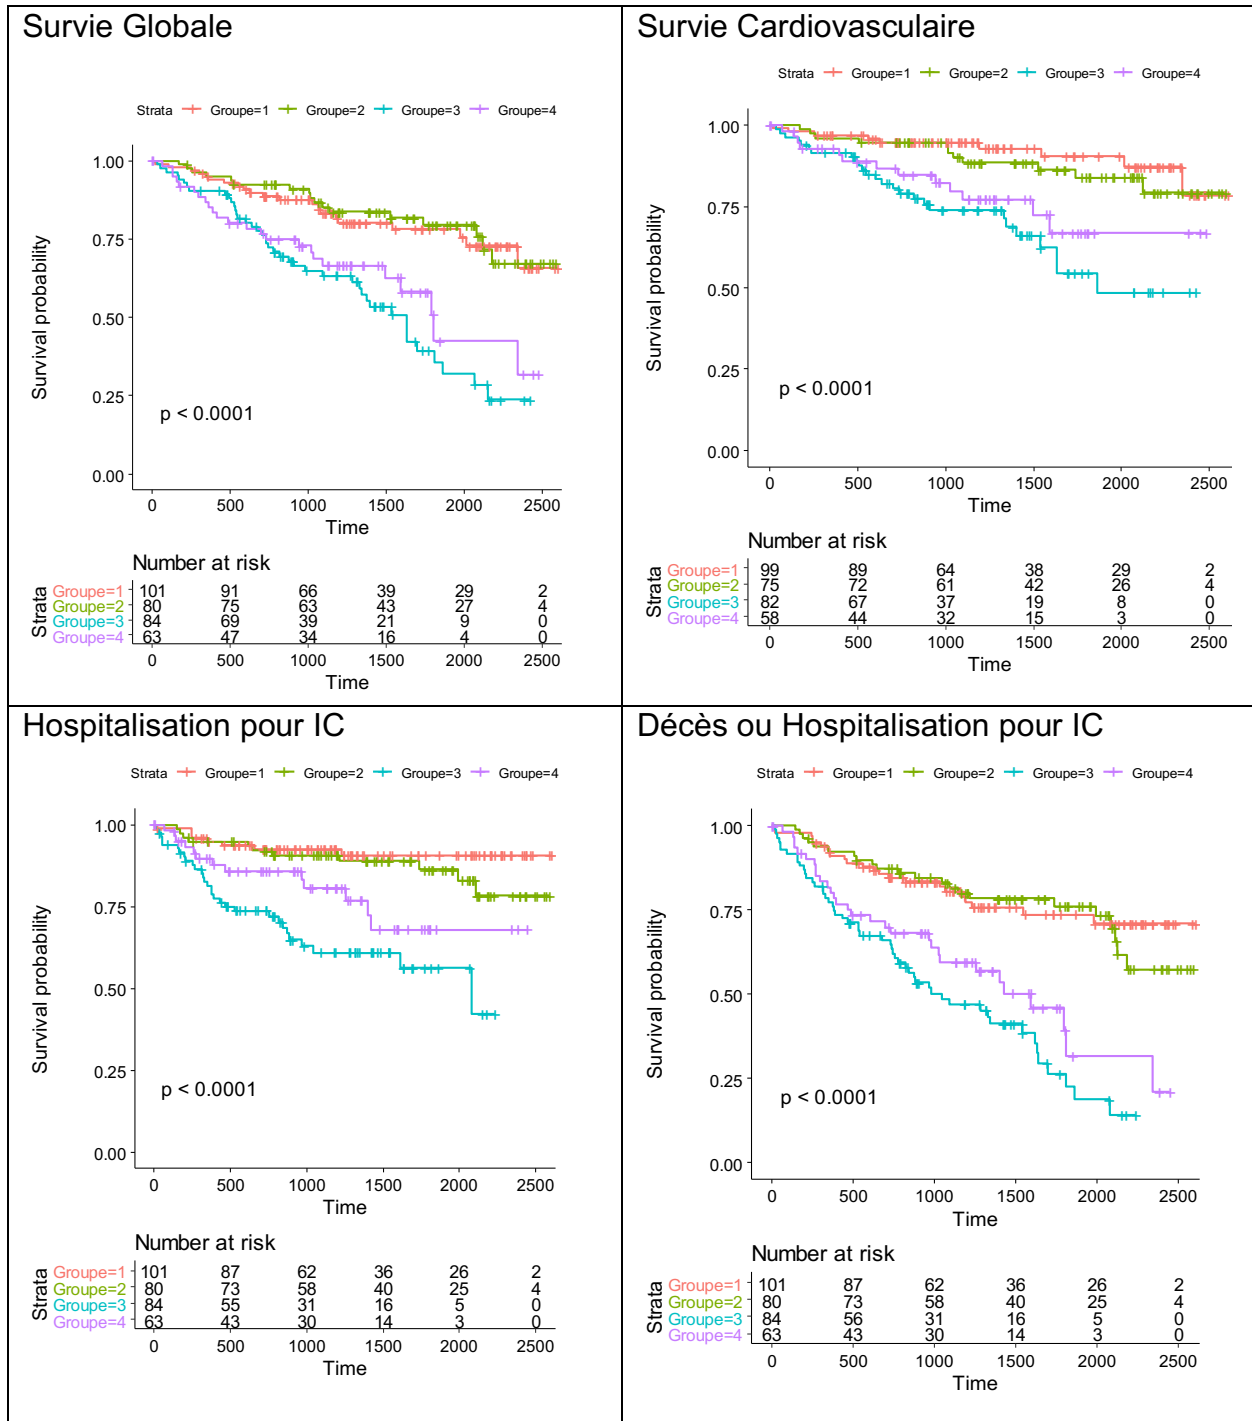 Survie Globale
Strata Groupe=1 Groupe=2 Groupe=3 Groupe=4
1.00
0.75
0.50
0.25
0.00
Survival probability
p < 0.0001
0 500 1000 1500 2000 2500
Time
Number at risk
Strata
Groupe=1 101 91 66 39 29 2
Groupe=2 80 75 63 43 27 4
Groupe=3 84 69 39 21 9 0
Groupe=4 63 47 34 16 4 0
0 500 1000 1500 2000 2500
Time
Survie Cardiovasculaire
Strata Groupe=1 Groupe=2 Groupe=3 Groupe=4
1.00
0.75
0.50
0.25
0.00
Survival probability
p < 0.0001
0 500 1000 1500 2000 2500
Time
Number at risk
Strata
Groupe=1 99 89 64 38 29 2
Groupe=2 75 72 61 42 26 4
Groupe=3 82 67 37 19 8 0
Groupe=4 58 44 32 15 3 0
0 500 1000 1500 2000 2500
Time
Hospitalisation pour IC
Strata Groupe=1 Groupe=2 Groupe=3 Groupe=4
1.00
0.75
0.50
0.25
0.00
Survival probability
p < 0.0001
0 500 1000 1500 2000 2500
Time
Number at risk
Strata
Groupe=1 101 87 62 36 26 2
Groupe=2 80 73 58 40 25 4
Groupe=3 84 55 31 16 5 0
Groupe=4 63 43 30 14 3 0
0 500 1000 1500 2000 2500
Time
Décès ou Hospitalisation pour IC
Strata Groupe=1 Groupe=2 Groupe=3 Groupe=4
1.00
0.75
0.50
0.25
0.00
Survival probability
p < 0.0001
0 500 1000 1500 2000 2500
Time
Number at risk
Strata
Groupe=1 101 87 62 36 26 2
Groupe=2 80 73 58 40 25 4
Groupe=3 84 56 31 16 5 0
Groupe=4 63 43 30 14 3 0
0 500 1000 1500 2000 2500
Time